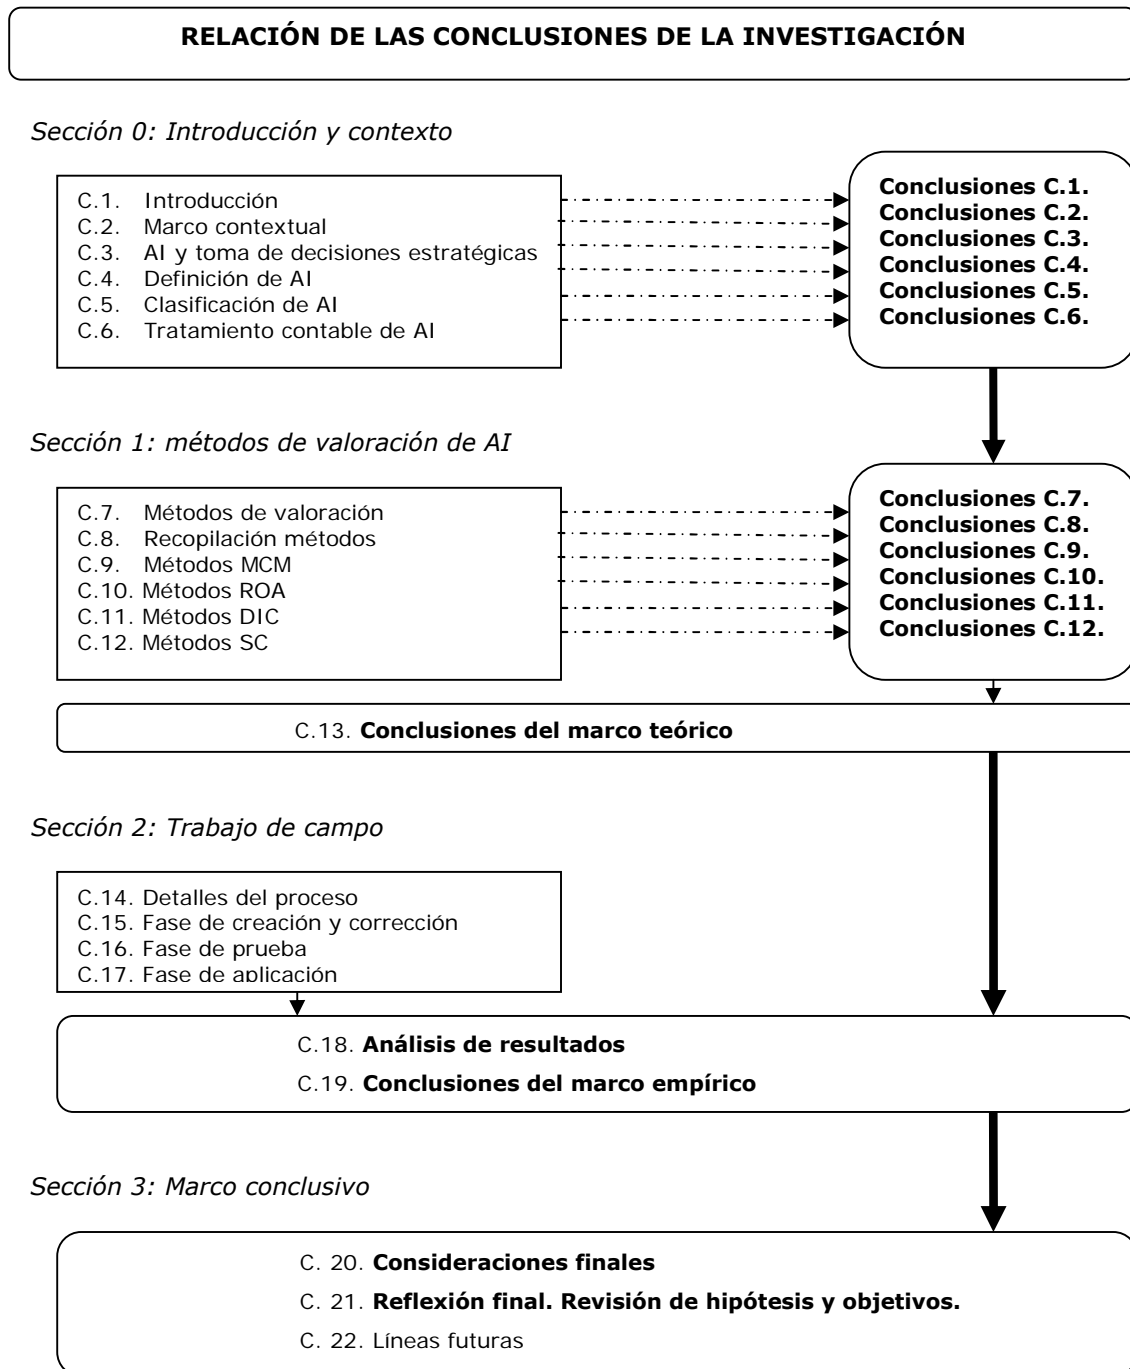 RELACIÓN DE LAS CONCLUSIONES DE LA INVESTIGACIÓN
Sección 0: Introducción y contexto
C.1. Introducción
C.2. Marco contextual
C.3. AI y toma de decisiones estratégicas
C.4. Definición de AI
C.5. Clasificación de AI
C.6. Tratamiento contable de AI
Conclusiones C.1.
Conclusiones C.2.
Conclusiones C.3.
Conclusiones C.4.
Conclusiones C.5.
Conclusiones C.6.
Sección 1: métodos de valoración de AI
C.7. Métodos de valoración
C.8. Recopilación métodos
C.9. Métodos MCM
C.10. Métodos ROA
C.11. Métodos DIC
C.12. Métodos SC
Conclusiones C.7.
Conclusiones C.8.
Conclusiones C.9.
Conclusiones C.10.
Conclusiones C.11.
Conclusiones C.12.
C.13. Conclusiones del marco teórico
Sección 2: Trabajo de campo
C.14. Detalles del proceso
C.15. Fase de creación y corrección
C.16. Fase de prueba
C.17. Fase de aplicación
C.18. Análisis de resultados
C.19. Conclusiones del marco empírico
Sección 3: Marco conclusivo
C. 20. Consideraciones finales
C. 21. Reflexión final. Revisión de hipótesis y objetivos.
C. 22. Líneas futuras